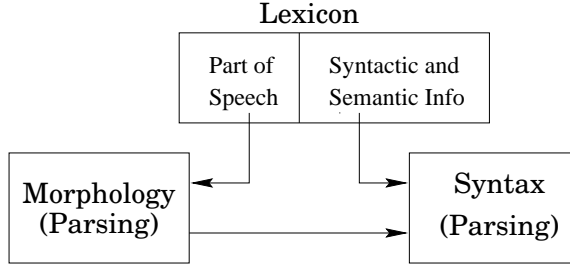 Lexicon
Part of
Speech
Syntactic and
Semantic Info
Morphology
(Parsing)
Syntax
(Parsing)